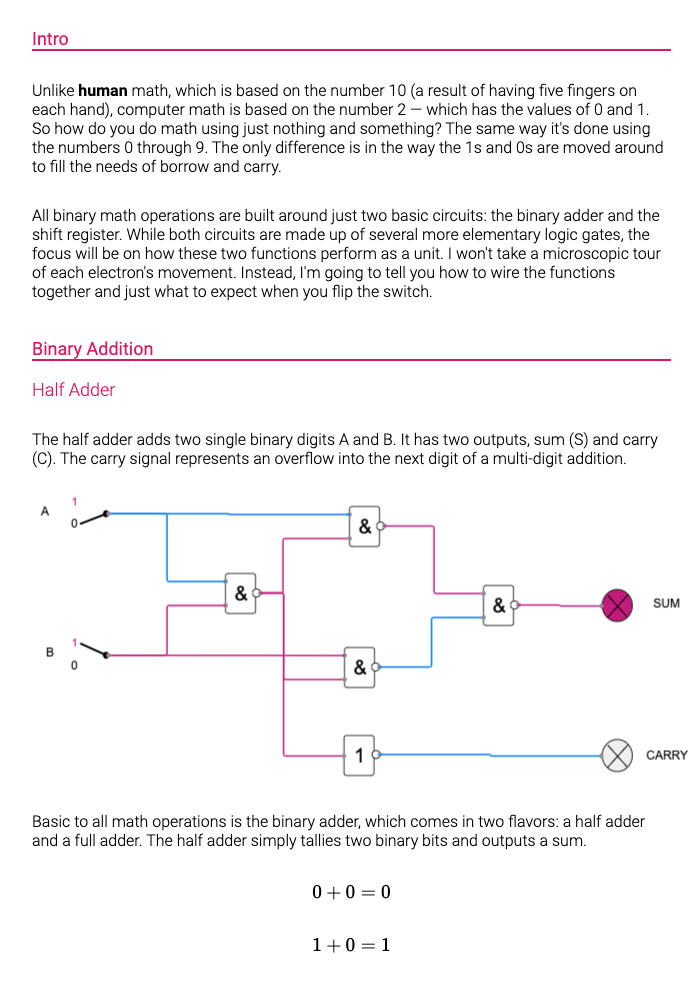 Intro
Unlike human math, which is based on the number 10 (a result of having five fingers on
each hand), computer math is based on the number 2 — which has the values of 0 and 1.
So how do you do math using just nothing and something? The same way it's done using
the numbers 0 through 9. The only difference is in the way the 1s and 0s are moved around
to fill the needs of borrow and carry.
All binary math operations are built around just two basic circuits: the binary adder and the
shift register. While both circuits are made up of several more elementary logic gates, the
focus will be on how these two functions perform as a unit. I won't take a microscopic tour
of each electron's movement. Instead, I'm going to tell you how to wire the functions
together and just what to expect when you flip the switch.
Binary Addition
Half Adder
The half adder adds two single binary digits A and B. It has two outputs, sum (S) and carry
(C). The carry signal represents an overflow into the next digit of a multi-digit addition.
1
A
0
&
&
&
SUM
1
B
0
&
1
CARRY
Basic to all math operations is the binary adder, which comes in two flavors: a half adder
and a full adder. The half adder simply tallies two binary bits and outputs a sum.
0 + 0 = 0
1 + 0 = 1